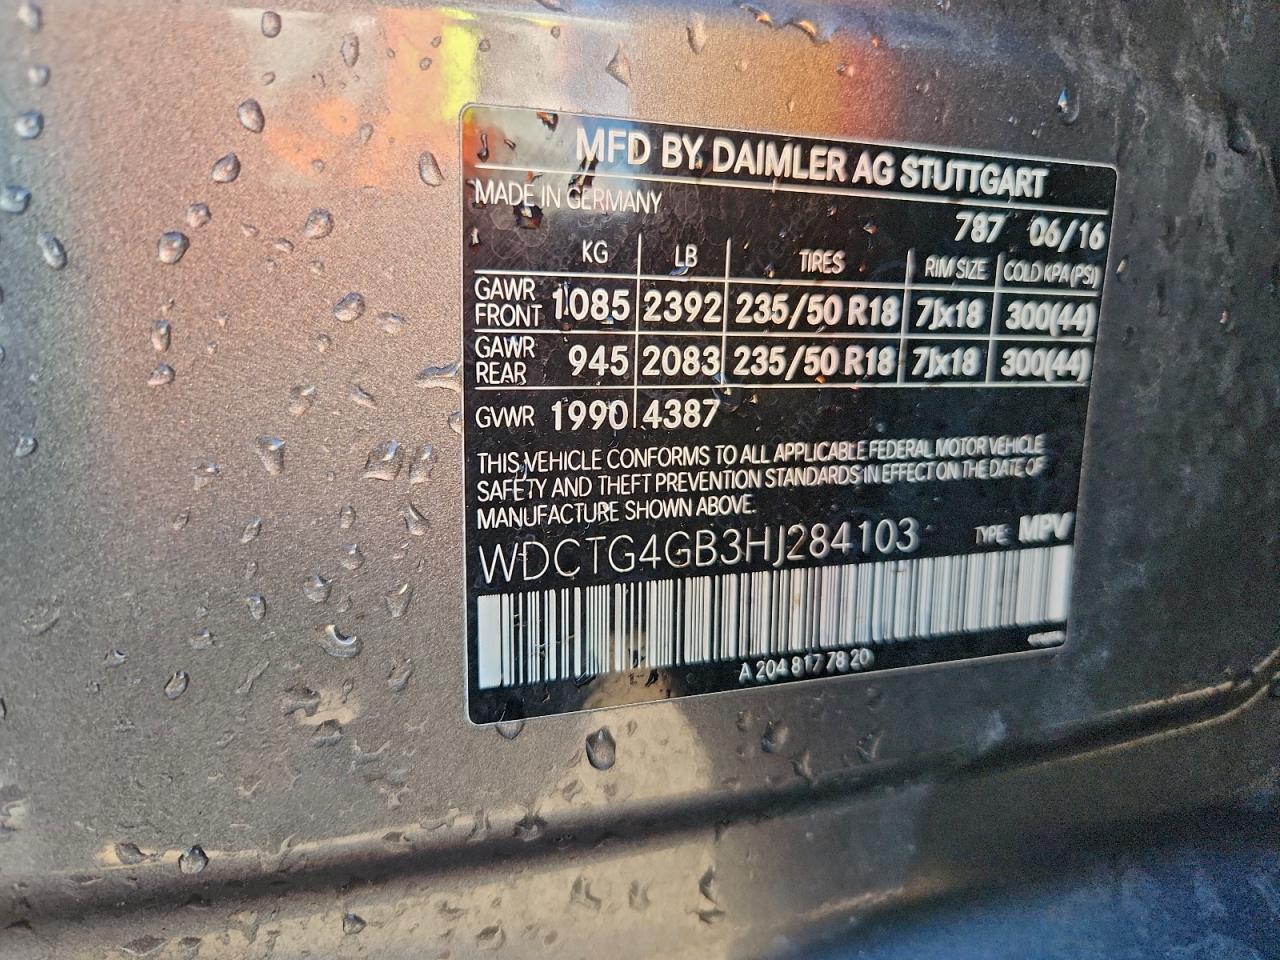 MFD BY DAIMLER AG STUTTGART
MADE IN GERMANY
787 06/16
KG LB TIRES RIM SIZE COLD KPA(PSI)
GAWR FRONT 1085 2392 235/50 R18 7Jx18 300(44)
GAWR REAR 945 2083 235/50 R18 7Jx18 300(44)
GVWR 1990 4387
THIS VEHICLE CONFORMS TO ALL APPLICABLE FEDERAL MOTOR VEHICLE
SAFETY AND THEFT PREVENTION STANDARDS IN EFFECT ON THE DATE OF
MANUFACTURE SHOWN ABOVE.
WDCTG4GB3HJ284103 TYPE: MPV
A 204 817 78 20